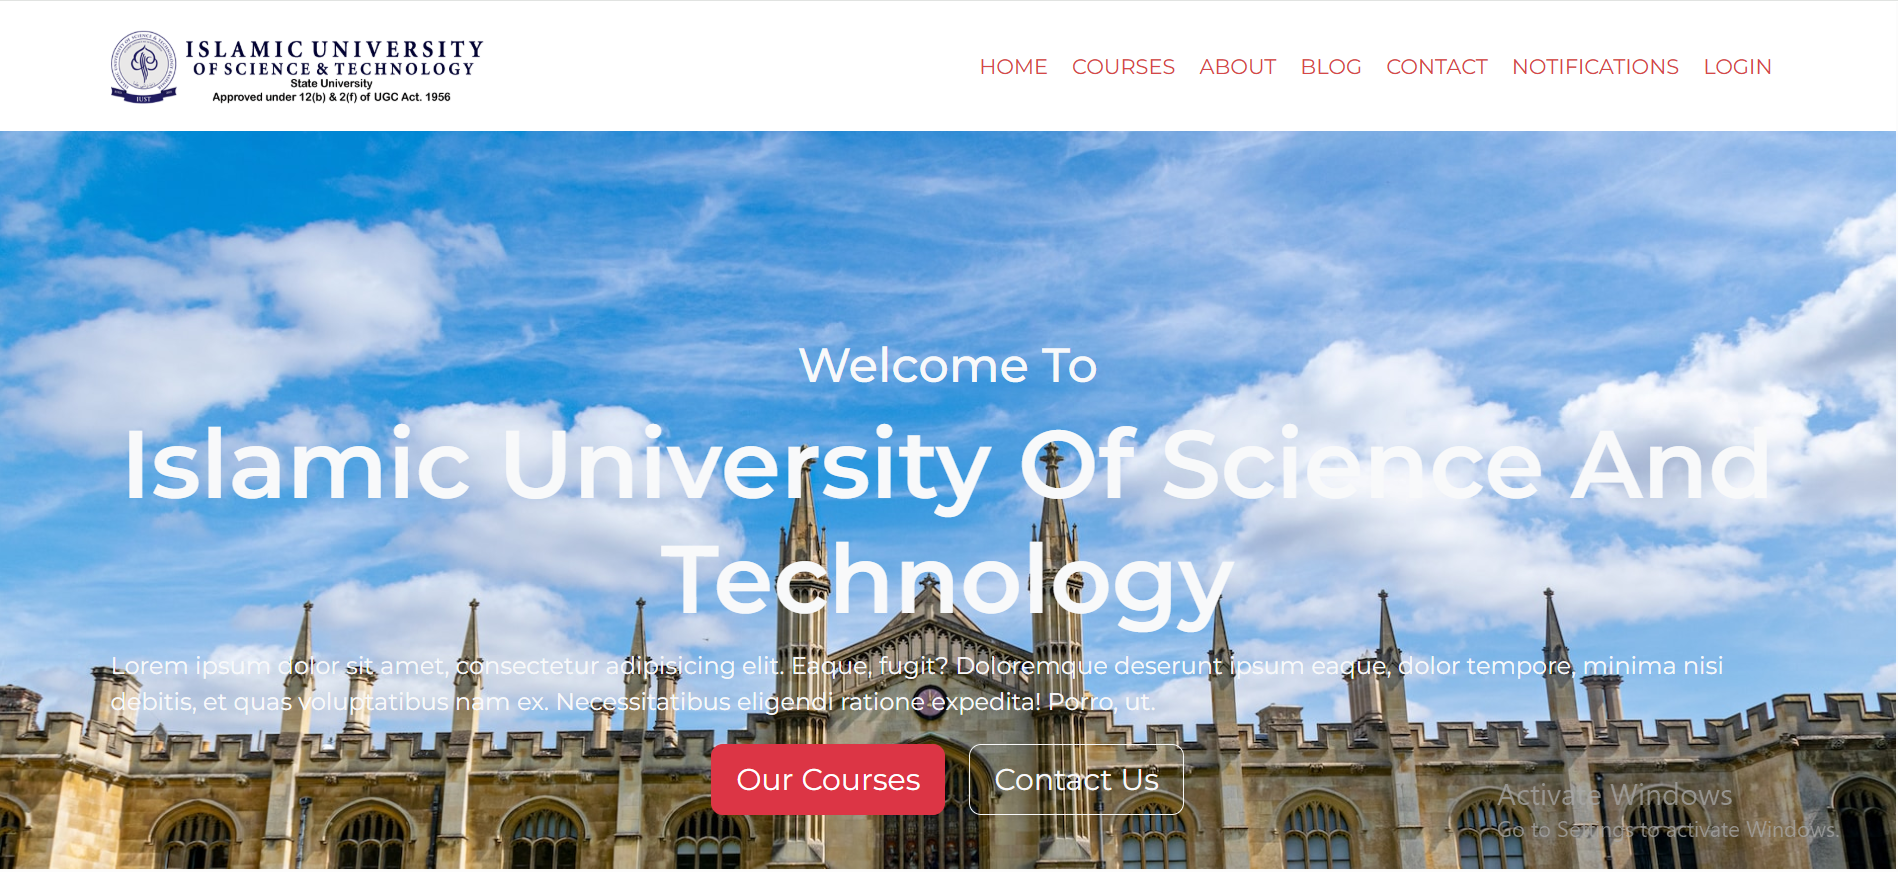 ISLAMIC UNIVERSITY
OF SCIENCE & TECHNOLOGY
State University
Approved under 12(b) & 2(f) of UGC Act. 1956
IUST
HOME COURSES ABOUT BLOG CONTACT NOTIFICATIONS LOGIN
Welcome To
Islamic University Of Science And
Technology
Lorem ipsum dolor sit amet, consectetur adipisicing elit. Eaque, fugit? Doloremque deserunt ipsum eaque, dolor tempore, minima nisi
debitis, et quas voluptatibus nam ex. Necessitatibus eligendi ratione expedita! Porro, ut.
Our Courses Contact Us
Activate Windows
Go to Settings to activate Windows.